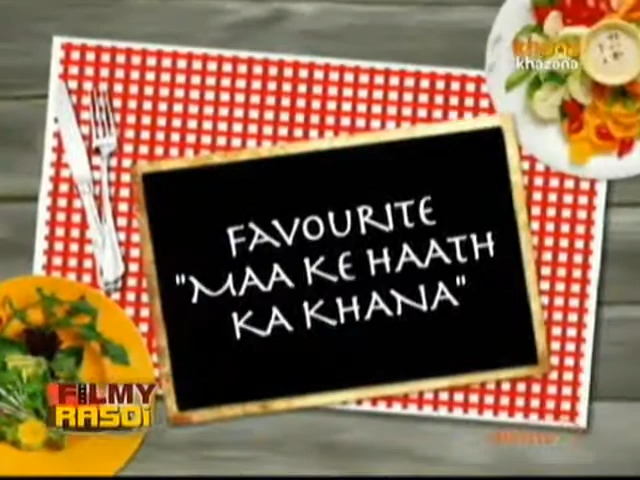 khana
khazana
FAVOURITE
"MAA KE HAATH
KA KHANA"
FILMY
RASOi